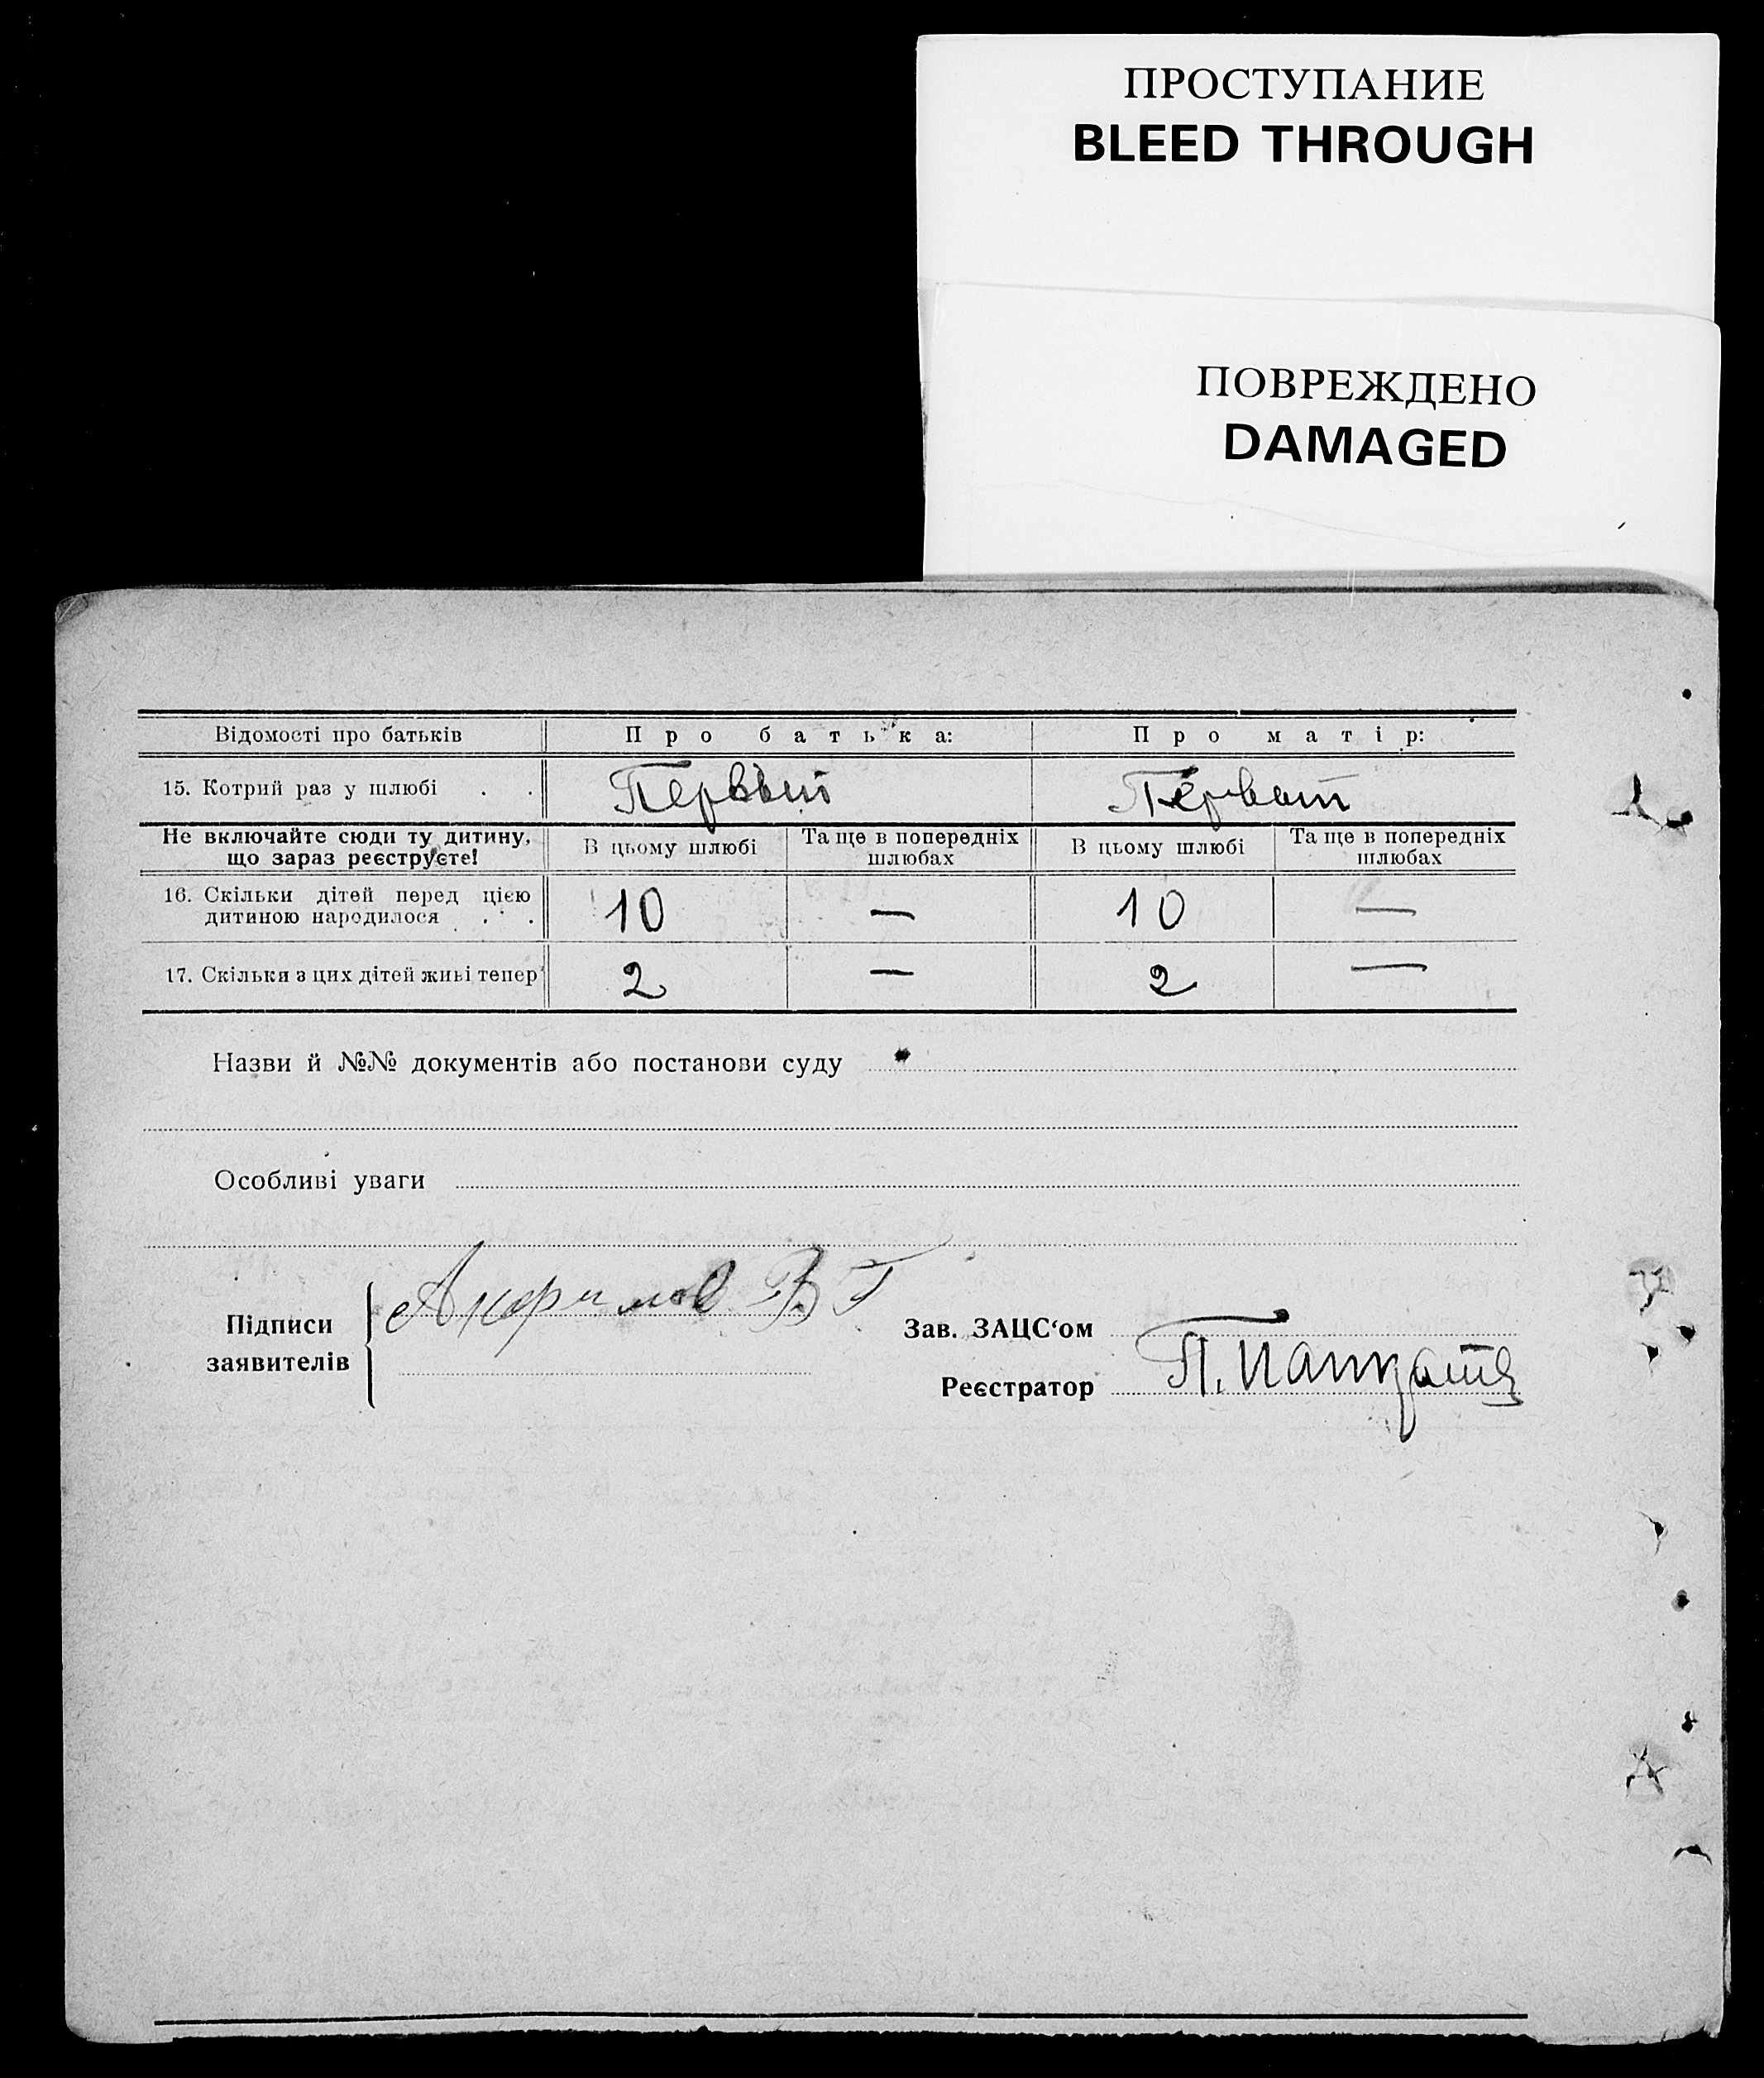 ПРОСТУПАНИЕ
BLEED THROUGH
ПОВРЕЖДЕНО
DAMAGED
Відомості про батьків Про батька: Про матір:
15. Котрий раз у шлюбі . . Первый Первый
Не включайте сюди ту дитину, що зараз реєструєте! В цьому шлюбі Та ще в попередніх шлюбах В цьому шлюбі Та ще в попередніх шлюбах
16. Скільки дітей перед цією
дитиною народилося . . . 10 — 10 —
17. Скільки з цих дітей живі тепер 2 — 2 —
Назви й №№ документів або постанови суду
Особливі уваги
Підписи
заявителів
Зав. ЗАЦС‘ом
Реєстратор П.